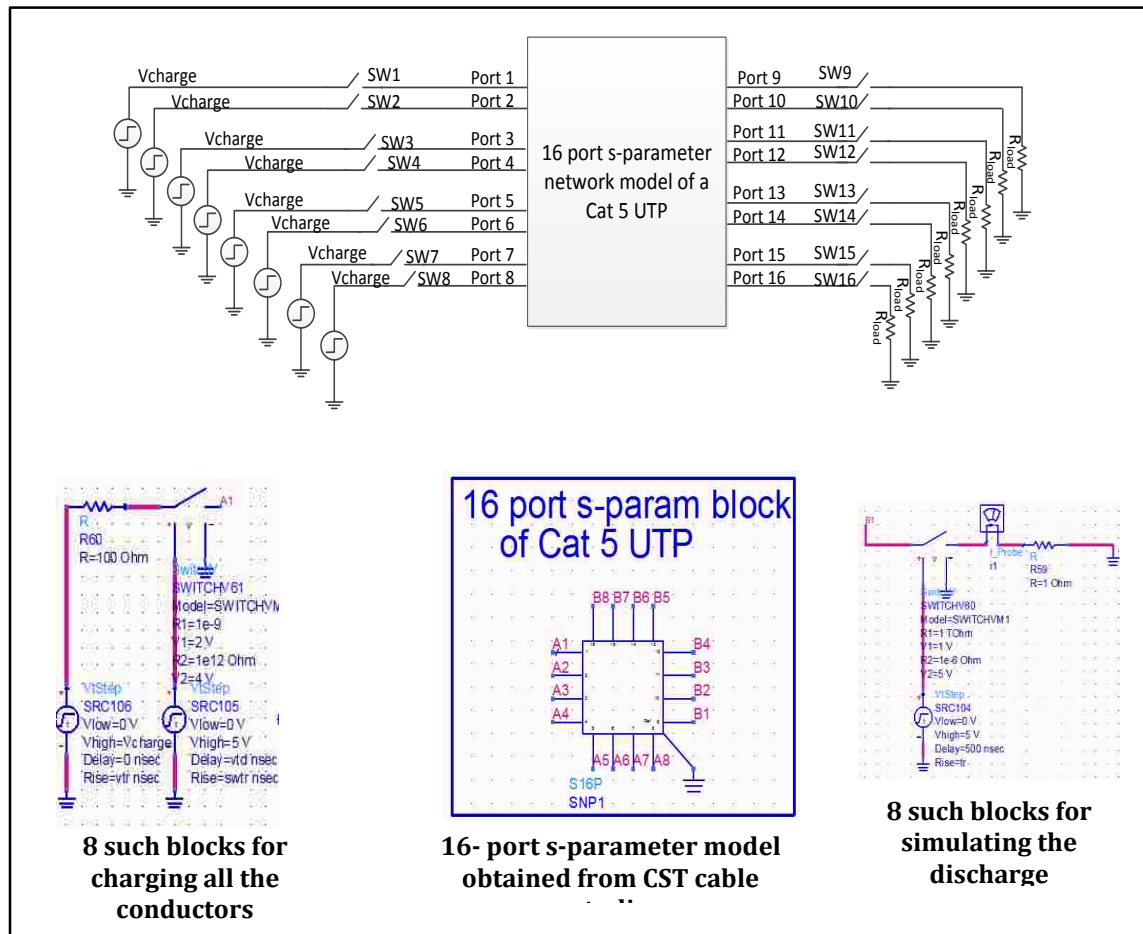 Vcharge
SW1
Port 1
Vcharge
SW2
Port 2
Vcharge
SW3
Port 3
Vcharge
SW4
Port 4
Vcharge
SW5
Port 5
Vcharge
SW6
Port 6
Vcharge
SW7
Port 7
Vcharge
SW8
Port 8
16 port s-parameter
network model of a
Cat 5 UTP
Port 9
SW9
Port 10
SW10
Port 11
SW11
Port 12
SW12
Port 13
SW13
Port 14
SW14
Port 15
SW15
Port 16
SW16
Rload
Rload
Rload
Rload
Rload
Rload
Rload
Rload
A1
R
R60
R=100 Ohm
+ v -
SWITCHV61
Model=SWITCHVM
R1=1e-9
V1=2 V
R2=1e12 Ohm
V2=4 V
VtStep
SRC106
Vlow=0 V
Vhigh=Vcharge
Delay=0 nsec
Rise=vtr nsec
VtStep
SRC105
Vlow=0 V
Vhigh=5 V
Delay=vtd nsec
Rise=swtr nsec
8 such blocks for
charging all the
conductors
16 port s-param block
of Cat 5 UTP
B8 B7 B6 B5
A1
A2
A3
A4
B4
B3
B2
B1
A5 A6 A7 A8
S16P
SNP1
16- port s-parameter model
obtained from CST cable
B1
I_Probe
i1
R
R59
R=1 Ohm
SWITCHV60
Model=SWITCHVM1
R1=1 TOhm
V1=1 V
R2=1e-6 Ohm
V2=5 V
VtStep
SRC104
Vlow=0 V
Vhigh=5 V
Delay=500 nsec
Rise=tr
8 such blocks for
simulating the
discharge